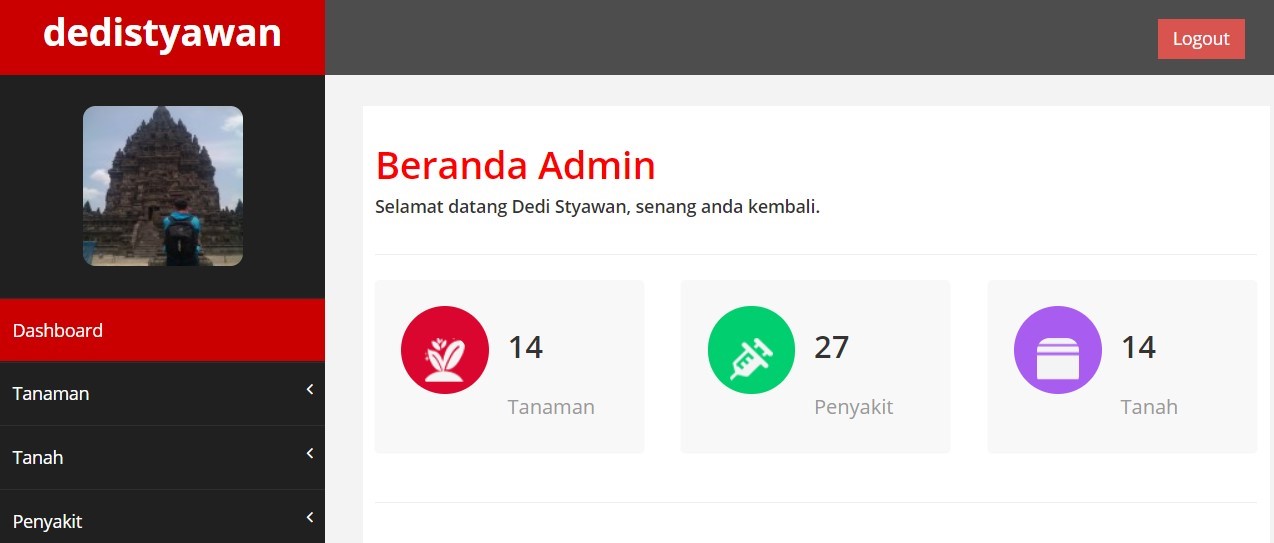 dedistyawan
Logout
Dashboard
Tanaman
Tanah
Penyakit
Beranda Admin
Selamat datang Dedi Styawan, senang anda kembali.
14
Tanaman
27
Penyakit
14
Tanah